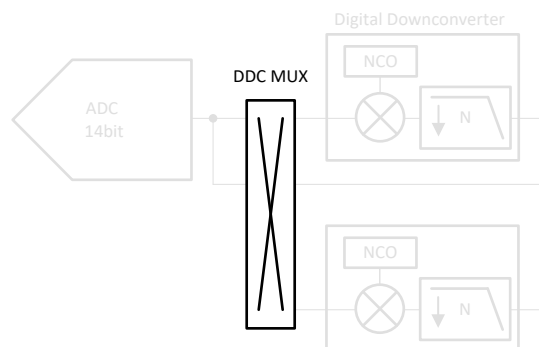 Digital Downconverter
NCO
DDC MUX
ADC
14bit
N
NCO
N